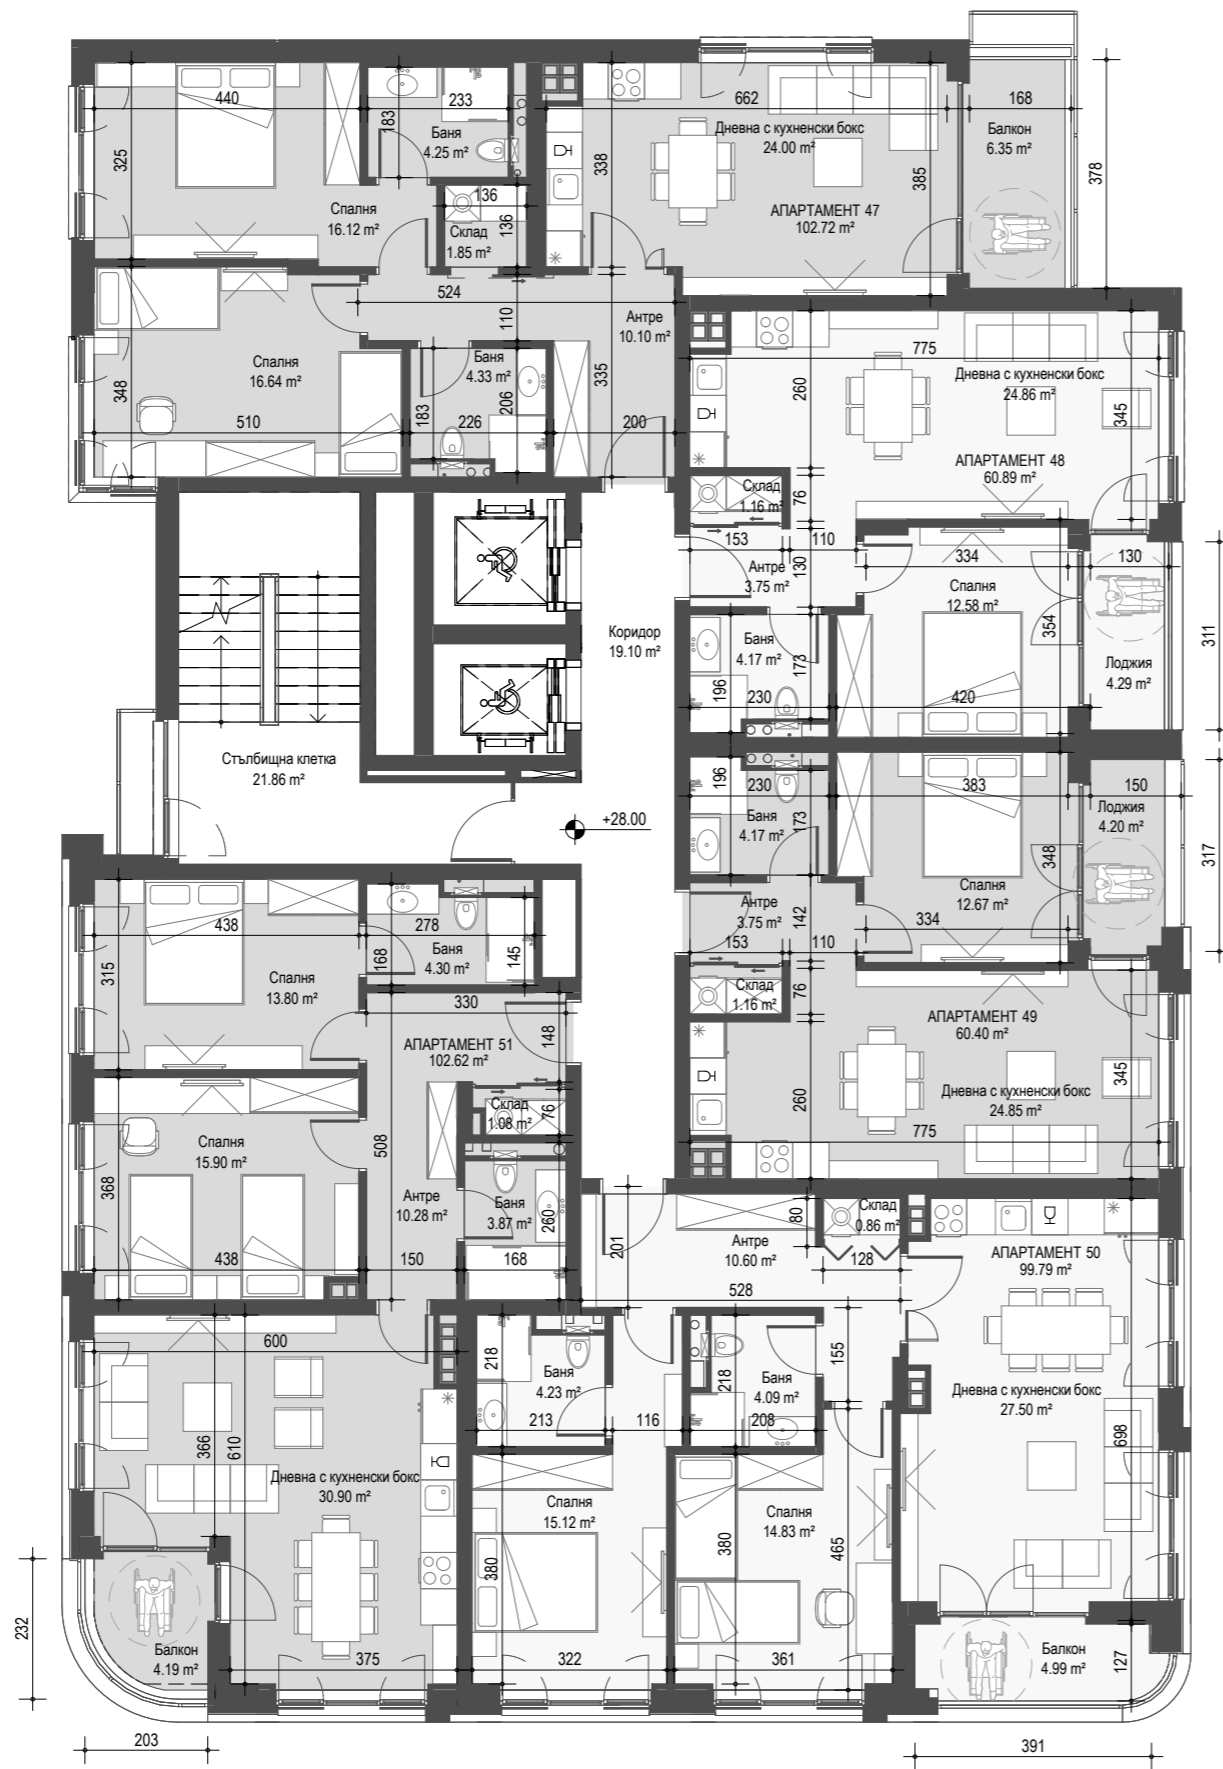 440
233
183
Баня
4.25 m²
325
Спалня
16.12 m²
136
136
Склад
1.85 m²
662
Дневна с кухненски бокс
24.00 m²
338
385
АПАРТАМЕНТ 47
102.72 m²
168
Балкон
6.35 m²
378
524
110
Антре
10.10 m²
Спалня
16.64 m²
348
510
Баня
4.33 m²
183
206
226
335
200
775
260
Дневна с кухненски бокс
24.86 m²
345
АПАРТАМЕНТ 48
60.89 m²
Склад
1.16 m²
76
153
110
Антре
3.75 m²
130
334
Спалня
12.58 m²
354
130
311
Коридор
19.10 m²
Баня
4.17 m²
173
196
230
420
Лоджия
4.29 m²
Стълбищна клетка
21.86 m²
+28.00
196
230
383
150
Баня
4.17 m²
173
Лоджия
4.20 m²
317
348
Спалня
12.67 m²
334
Антре
3.75 m²
142
153
110
Склад
1.16 m²
76
АПАРТАМЕНТ 49
60.40 m²
260
345
Дневна с кухненски бокс
24.85 m²
775
438
278
168
Баня
4.30 m²
145
315
Спалня
13.80 m²
330
АПАРТАМЕНТ 51
102.62 m²
148
Склад
1.08 m²
76
508
Спалня
15.90 m²
368
Антре
10.28 m²
Баня
3.87 m²
260
438
150
168
201
Антре
10.60 m²
80
Склад
0.86 m²
128
528
АПАРТАМЕНТ 50
99.79 m²
600
366
610
Дневна с кухненски бокс
30.90 m²
218
Баня
4.23 m²
213
116
218
Баня
4.09 m²
208
155
Дневна с кухненски бокс
27.50 m²
698
Спалня
15.12 m²
380
Спалня
14.83 m²
380
465
232
Балкон
4.19 m²
375
322
361
Балкон
4.99 m²
127
203
391